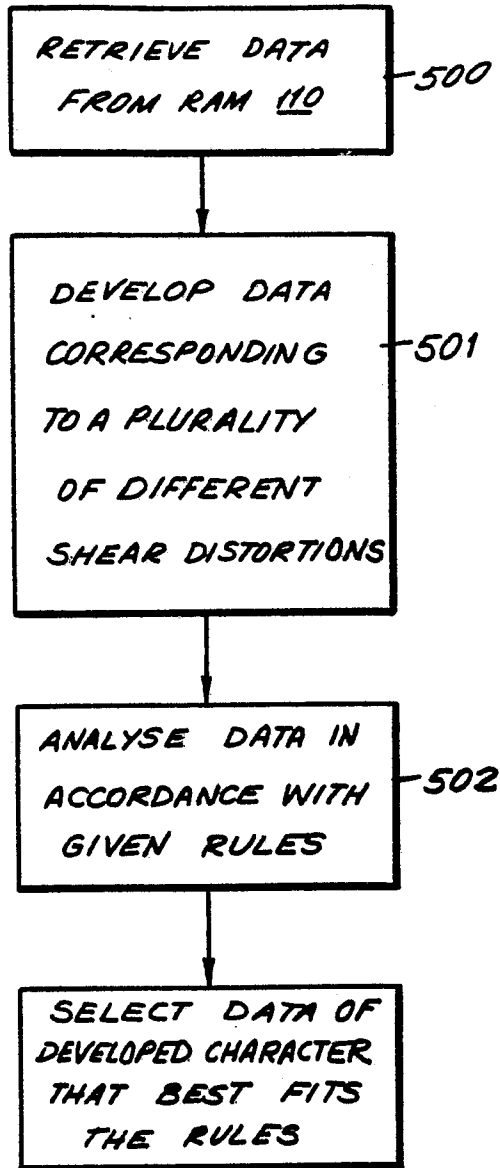 RETRIEVE DATA
FROM RAM 110
500
DEVELOP DATA
CORRESPONDING
TO A PLURALITY
OF DIFFERENT
SHEAR DISTORTIONS
501
ANALYSE DATA IN
ACCORDANCE WITH
GIVEN RULES
502
SELECT DATA OF
DEVELOPED CHARACTER
THAT BEST FITS
THE RULES